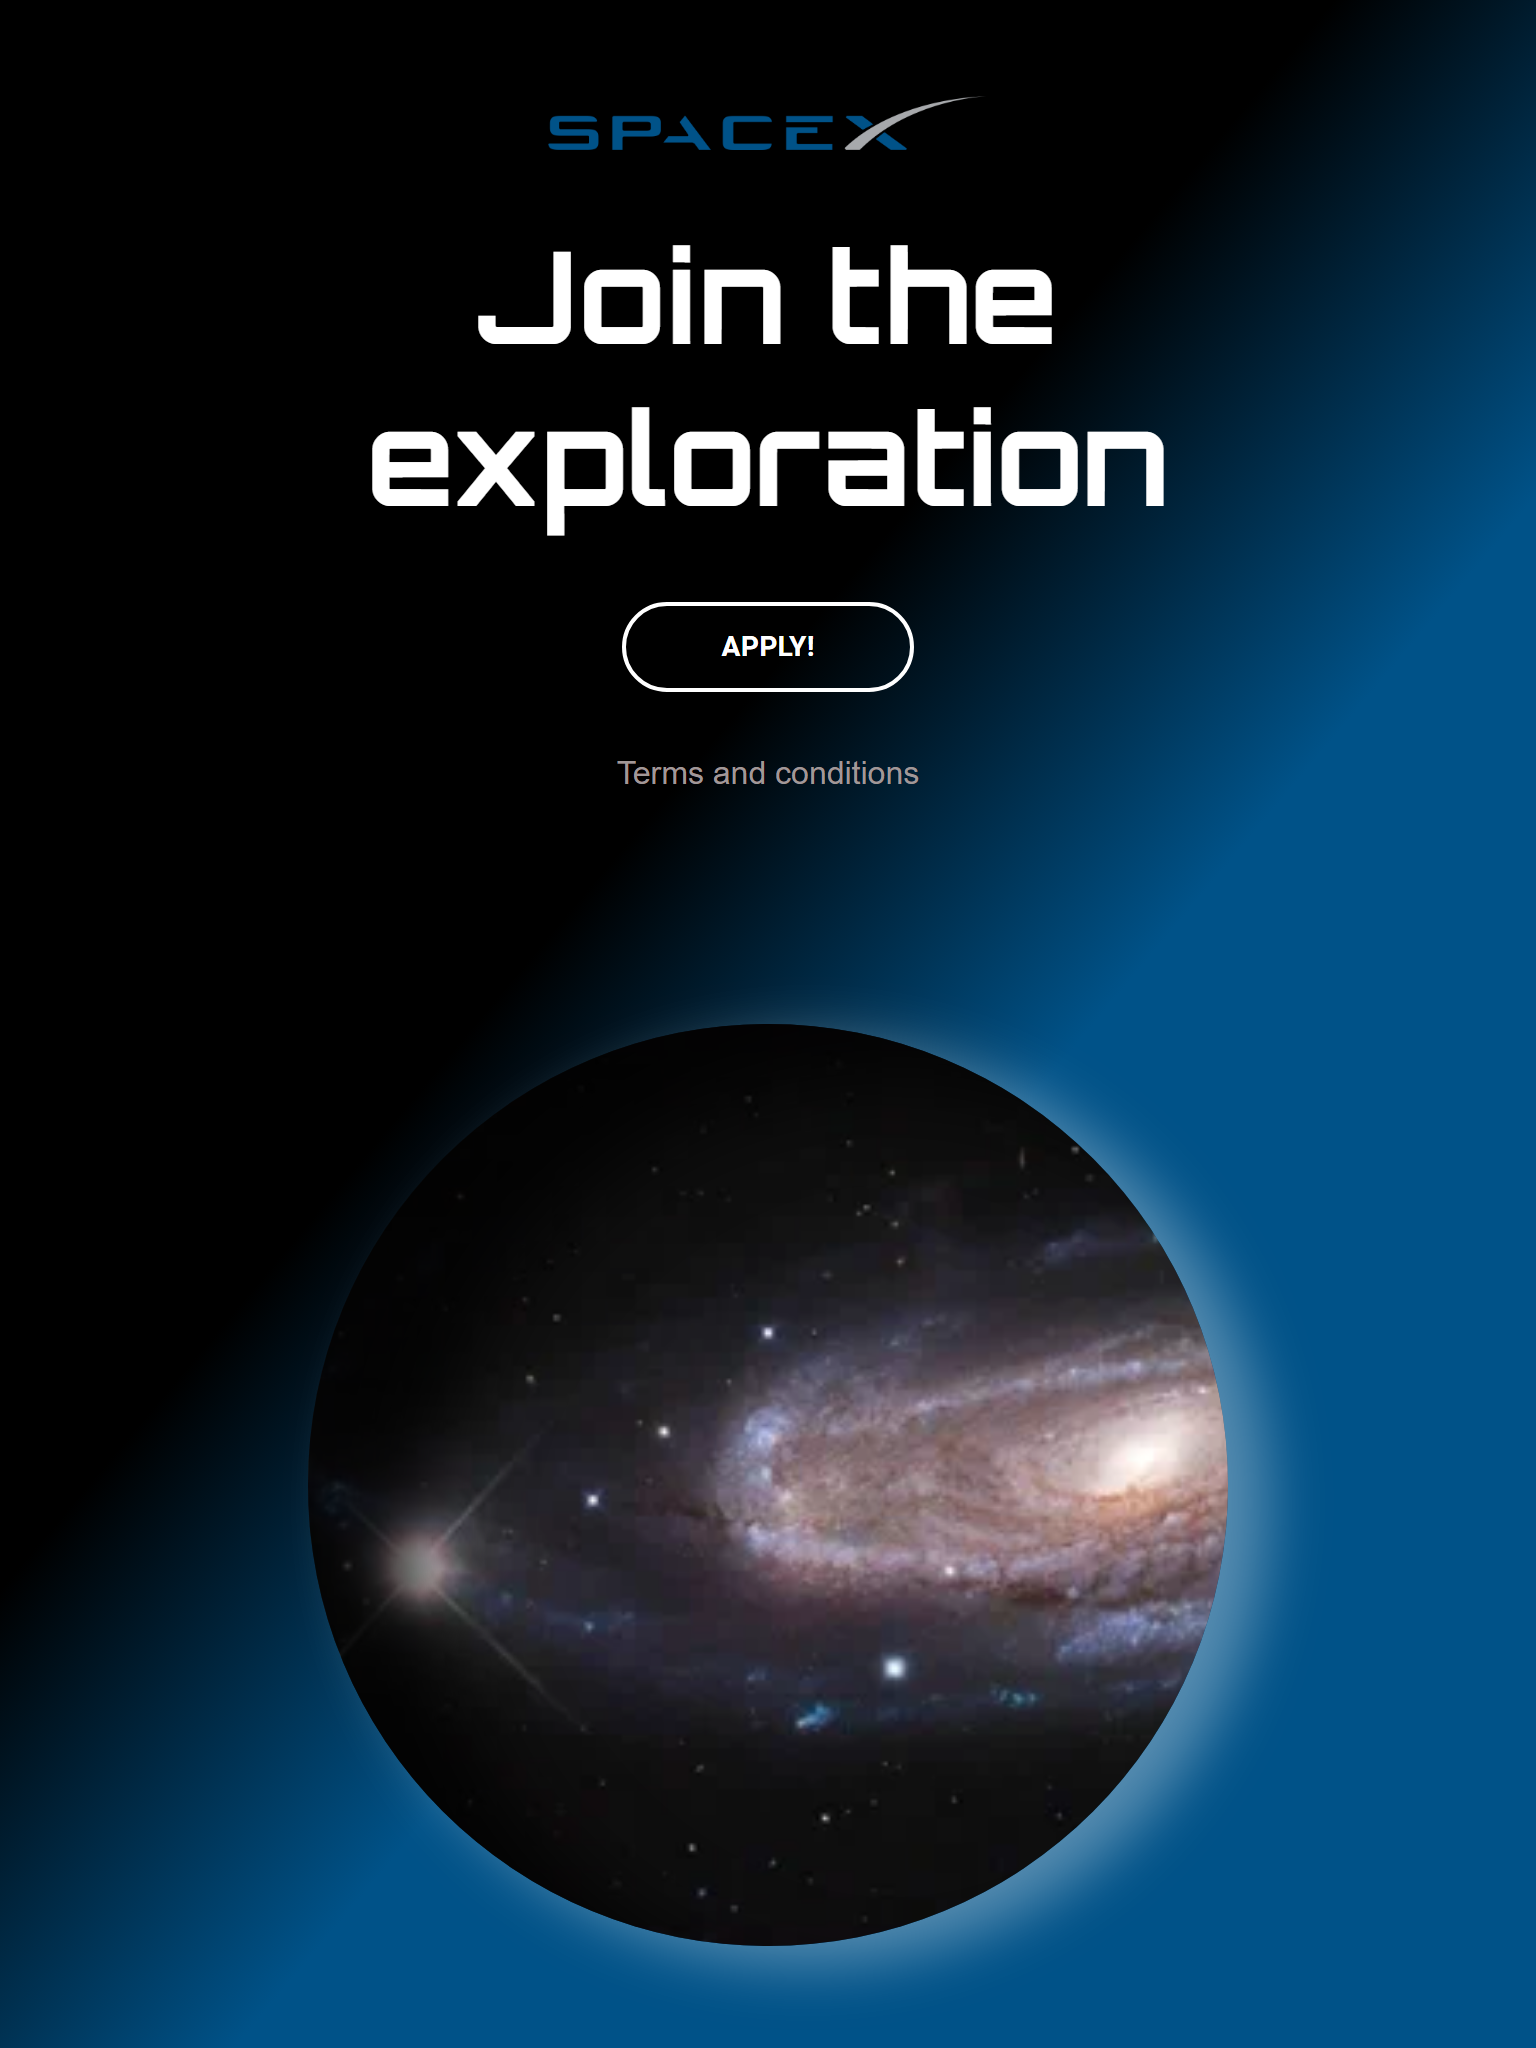 SPACEX
Join the
exploration
APPLY!
Terms and conditions